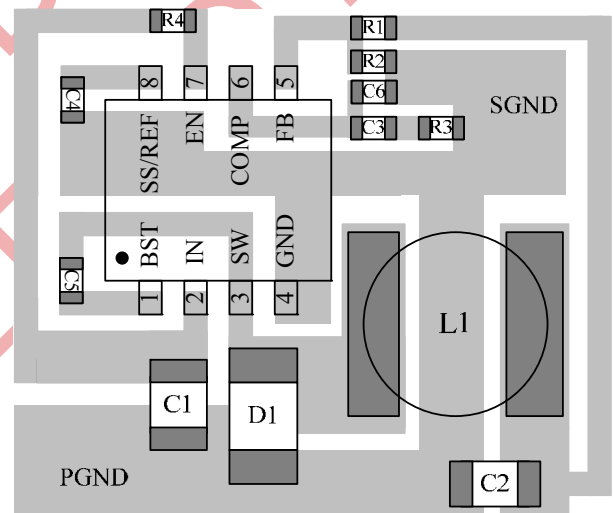 R4
R1
R2
C6
C3
R3
C4
8
7
6
5
SS/REF
EN
COMP
FB
SGND
BST
IN
SW
GND
C5
1
2
3
4
L1
C1
D1
PGND
C2